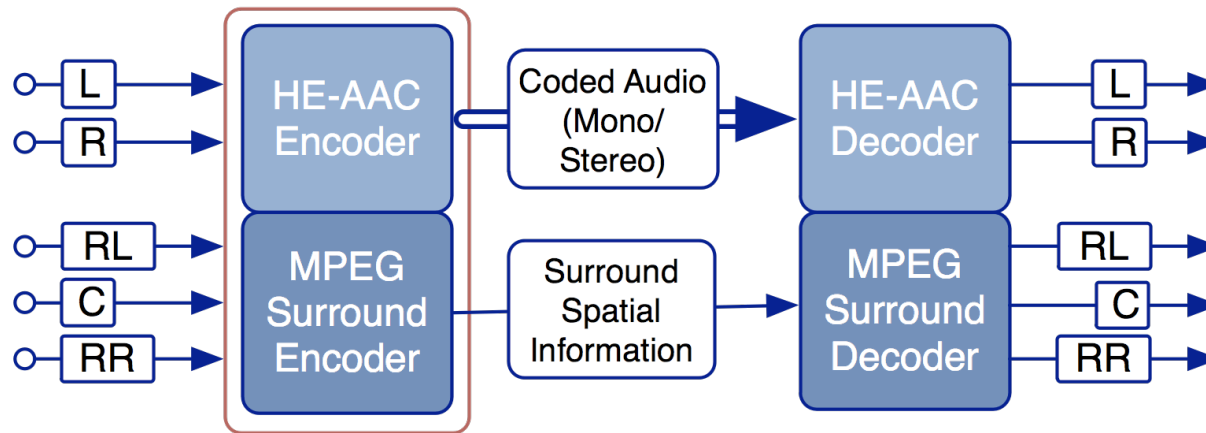 L
R
RL
C
RR
HE-AAC
Encoder
MPEG
Surround
Encoder
Coded Audio
(Mono/
Stereo)
Surround
Spatial
Information
HE-AAC
Decoder
MPEG
Surround
Decoder
L
R
RL
C
RR